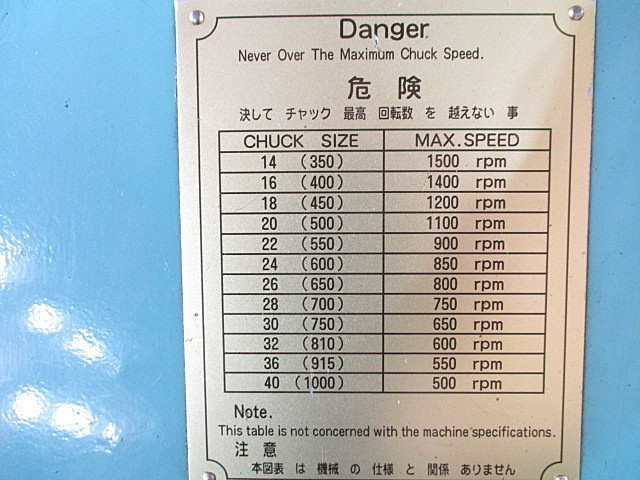 Danger
Never Over The Maximum Chuck Speed.
危 険
決して チャック 最高 回転数 を 越えない 事
CHUCK SIZE MAX. SPEED
14 (350) 1500 rpm
16 (400) 1400 rpm
18 (450) 1200 rpm
20 (500) 1100 rpm
22 (550) 900 rpm
24 (600) 850 rpm
26 (650) 800 rpm
28 (700) 750 rpm
30 (750) 650 rpm
32 (810) 600 rpm
36 (915) 550 rpm
40 (1000) 500 rpm
Note.
This table is not concerned with the machine specifications.
注 意
本図表 は 機械 の 仕様 と 関係 ありません